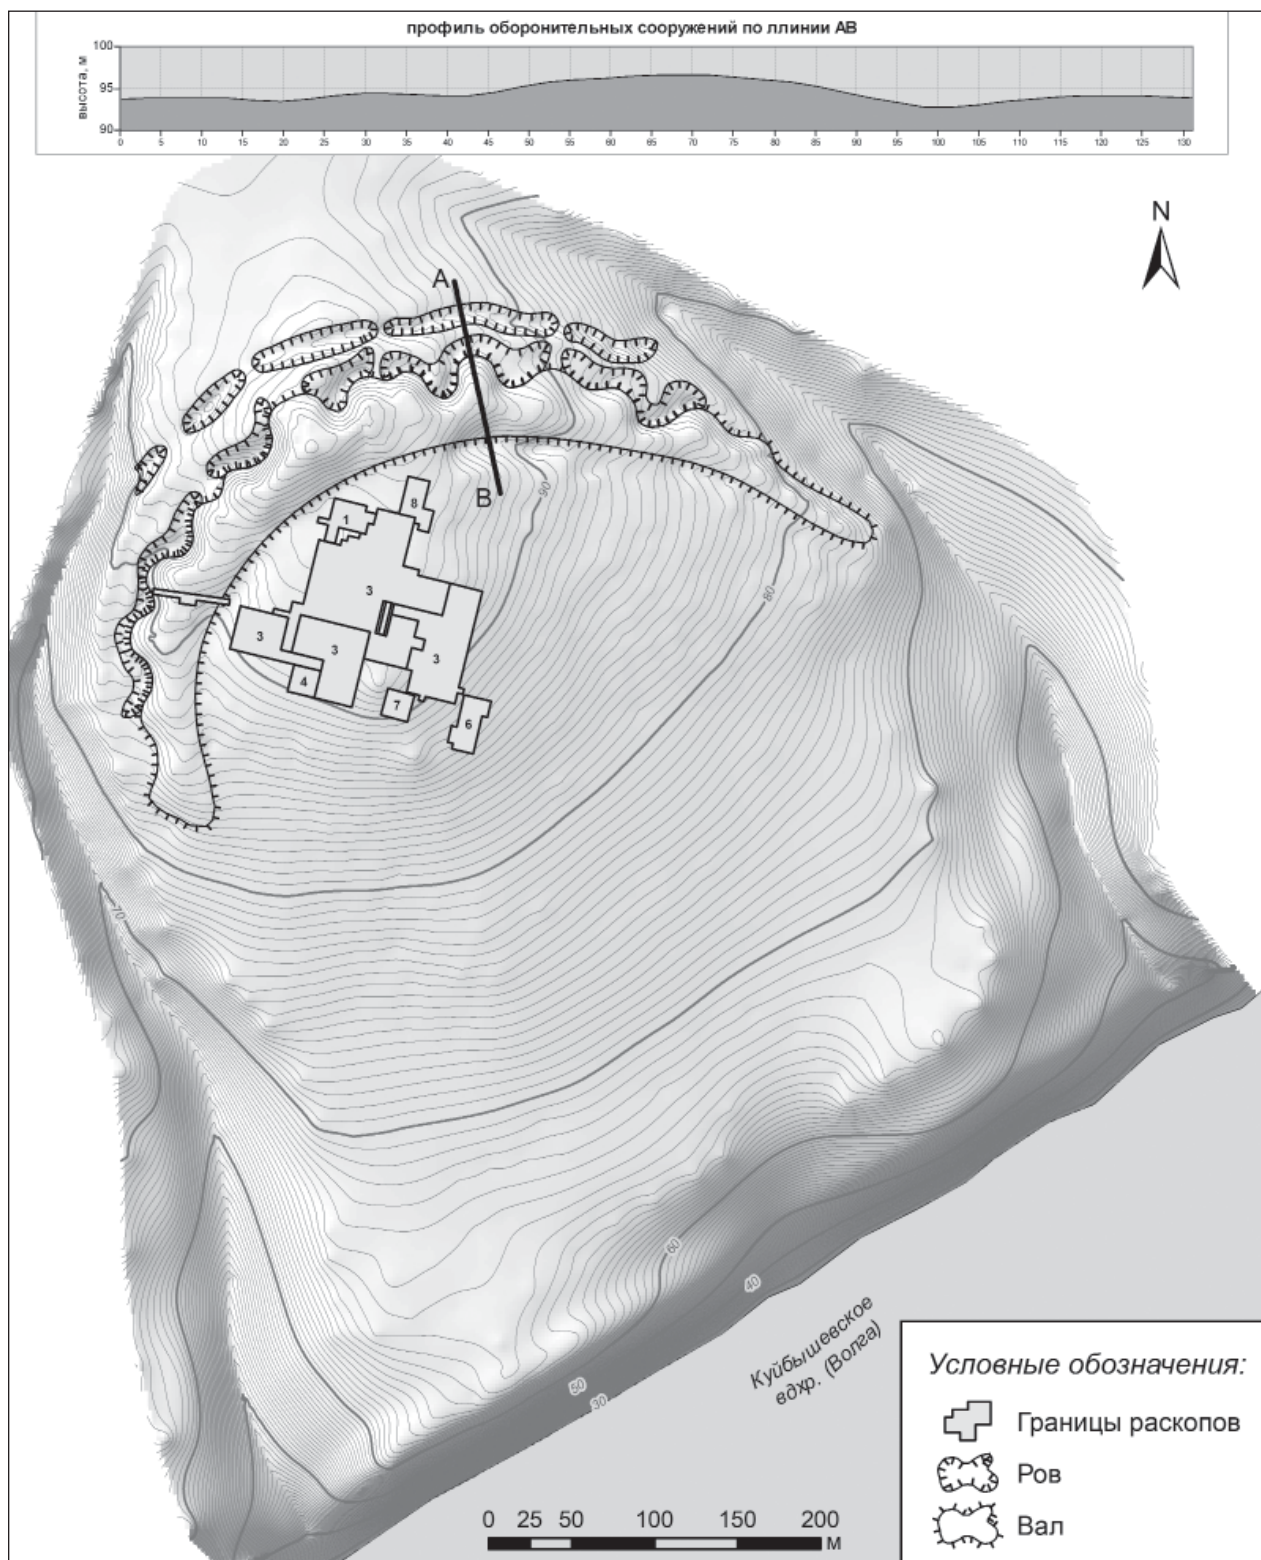 профиль оборонительных сооружений по ллинии АВ
высота, м
100
95
90
0 5 10 15 20 25 30 35 40 45 50 55 60 65 70 75 80 85 90 95 100 105 110 115 120 125 130
N
A
B
90
8
1
3
80
3
3
3
4
7
6
70
60
40
50
30
Куйбышевское
вдхр. (Волга)
Условные обозначения:
Границы раскопов
Ров
Вал
0 25 50 100 150 200
м